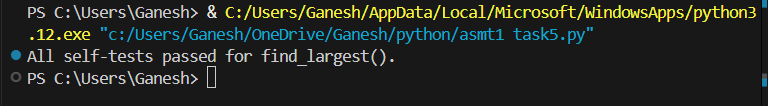 PS C:\Users\Ganesh> & C:/Users/Ganesh/AppData/Local/Microsoft/WindowsApps/python3
.12.exe "c:/Users/Ganesh/OneDrive/Ganesh/python/asmt1 task5.py"
All self-tests passed for find_largest().
PS C:\Users\Ganesh>